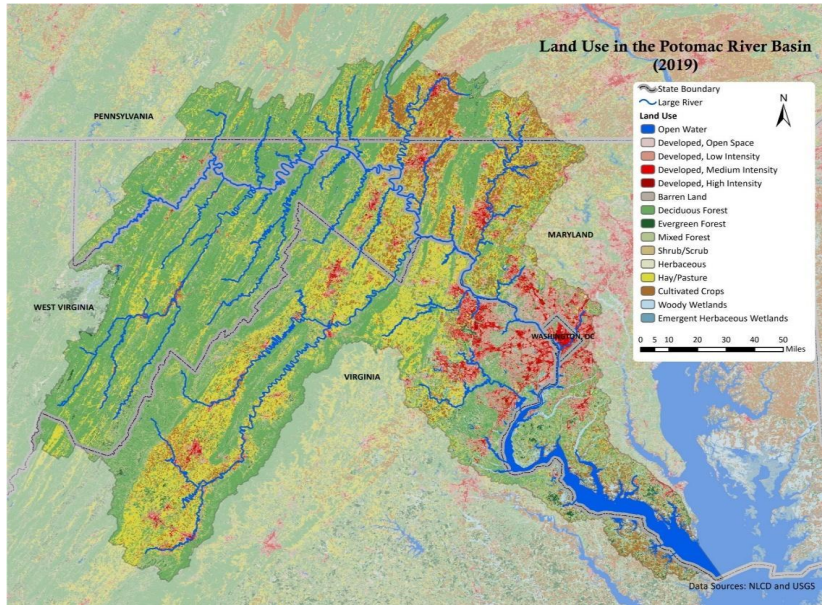 Land Use in the Potomac River Basin
(2019)
State Boundary
Large River
Land Use
Open Water
Developed, Open Space
Developed, Low Intensity
Developed, Medium Intensity
Developed, High Intensity
Barren Land
Deciduous Forest
Evergreen Forest
Mixed Forest
Shrub/Scrub
Herbaceous
Hay/Pasture
Cultivated Crops
Woody Wetlands
Emergent Herbaceous Wetlands
N
0 5 10 20 30 40 50
Miles
PENNSYLVANIA
MARYLAND
WEST VIRGINIA
WASHINGTON, DC
VIRGINIA
Data Sources: NLCD and USGS